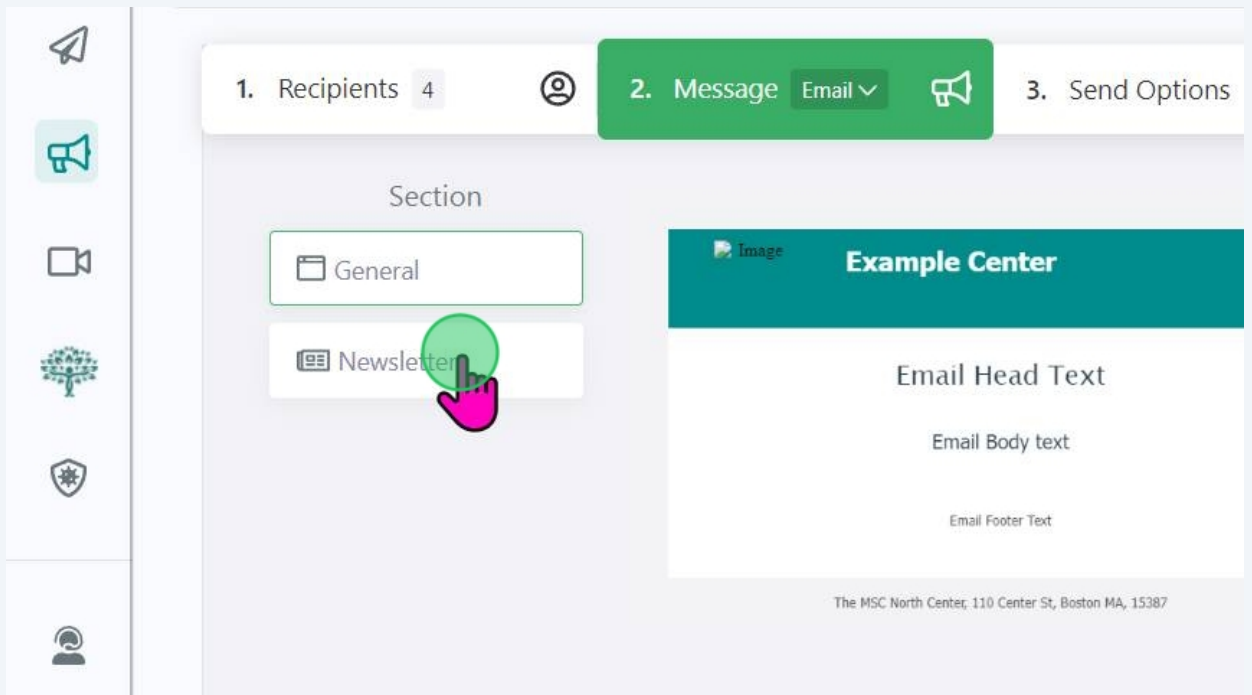 1. Recipients 4
2. Message Email
3. Send Options
Section
General
Newsletter
Image
Example Center
Email Head Text
Email Body text
Email Footer Text
The MSC North Center, 110 Center St, Boston MA, 15387